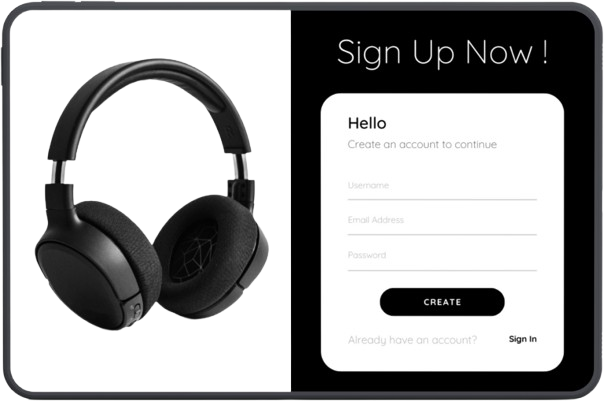 Sign Up Now !
Hello
Create an account to continue
Username
Email Address
Password
CREATE
Already have an account? Sign In